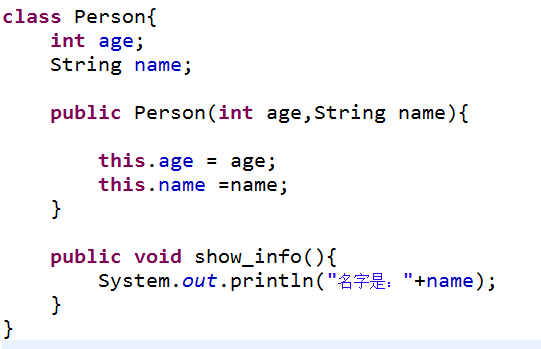 class Person{
    int age;
    String name;
    public Person(int age,String name){
        this.age = age;
        this.name =name;
    }
    public void show_info(){
        System.out.println("名字是："+name);
    }
}